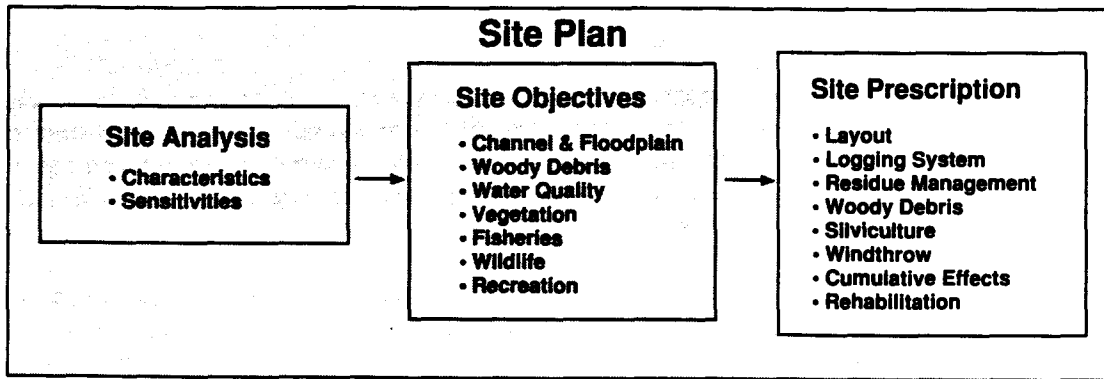 Site Plan
Site Analysis
• Characteristics
• Sensitivities
Site Objectives
• Channel & Floodplain
• Woody Debris
• Water Quality
• Vegetation
• Fisheries
• Wildlife
• Recreation
Site Prescription
• Layout
• Logging System
• Residue Management
• Woody Debris
• Silviculture
• Windthrow
• Cumulative Effects
• Rehabilitation